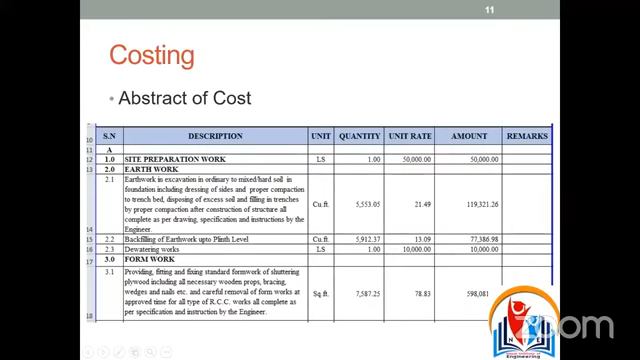 11
Costing
• Abstract of Cost
10 S.N DESCRIPTION UNIT QUANTITY UNIT RATE AMOUNT REMARKS
11 A
12 1.0 SITE PREPARATION WORK LS 1.00 50,000.00 50,000.00
13 2.0 EARTH WORK
2.1 Earthwork in excavation in ordinary to mixed/hard soil in
foundation including dressing of sides and proper compaction
to trench bed, disposing of excess soil and filling in trenches
by proper compaction after construction of structure all
complete as per drawing, specification and instructions by the
14 Engineer. Cu.ft. 5,553.05 21.49 119,321.26
15 2.2 Backfilling of Earthwork upto Plinth Level Cu.ft. 5,912.37 13.09 77,386.98
16 2.3 Dewatering works LS 1.00 10,000.00 10,000.00
17 3.0 FORM WORK
3.1 Providing, fitting and fixing standard formwork of shuttering
plywood including all necessary wooden props, bracing,
wedges and nails etc. and careful removal of form works at
approved time for all type of R.C.C. works all complete as
18 per specification and instruction by the Engineer. Sq.ft. 7,587.25 78.83 598,081
zoom
Engineering